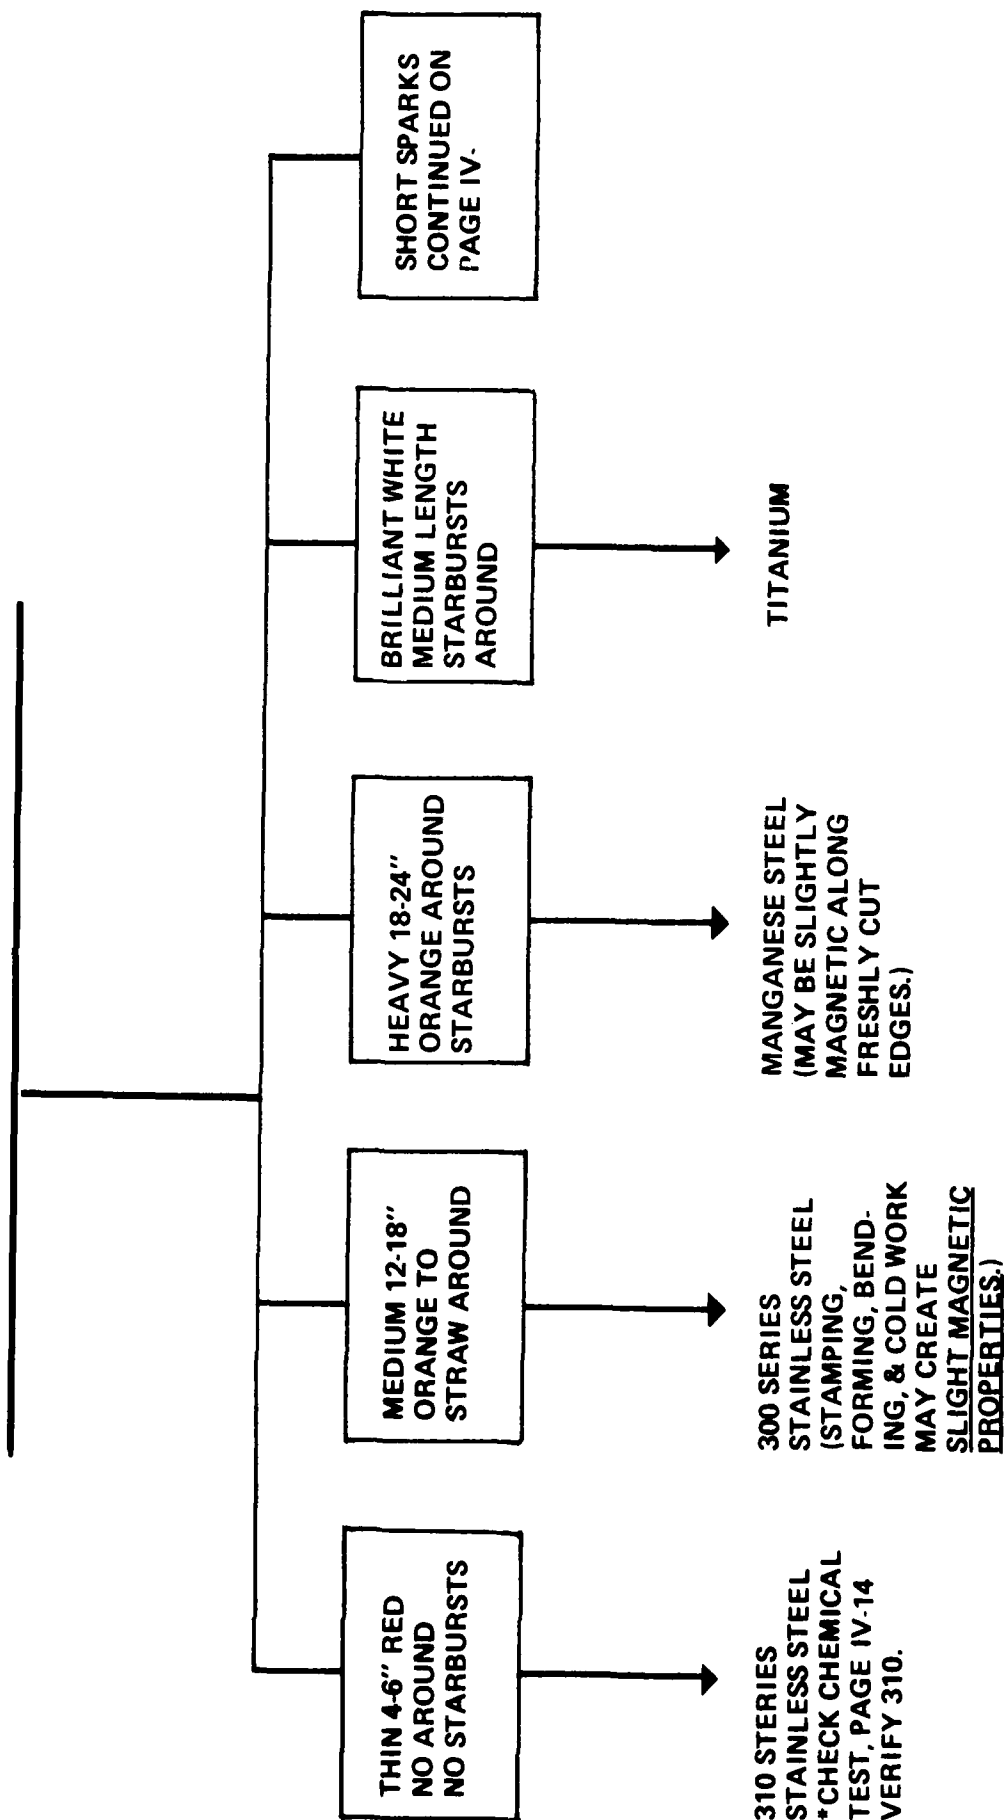 THIN 4-6" RED
NO AROUND
NO STARBURSTS
310 STERIES
STAINLESS STEEL
*CHECK CHEMICAL
TEST, PAGE IV-14
VERIFY 310.
MEDIUM 12-18"
ORANGE TO
STRAW AROUND
300 SERIES
STAINLESS STEEL
(STAMPING,
FORMING, BEND-
ING, & COLD WORK
MAY CREATE
SLIGHT MAGNETIC
PROPERTIES.)
HEAVY 18-24"
ORANGE AROUND
STARBURSTS
MANGANESE STEEL
(MAY BE SLIGHTLY
MAGNETIC ALONG
FRESHLY CUT
EDGES.)
BRILLIANT WHITE
MEDIUM LENGTH
STARBURSTS
AROUND
TITANIUM
SHORT SPARKS
CONTINUED ON
PAGE IV-